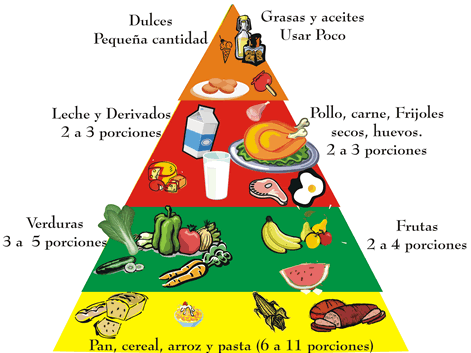 Dulces
Pequeña cantidad
Grasas y aceites
Usar Poco
Leche y Derivados
2 a 3 porciones
Pollo, carne, Frijoles
secos, huevos.
2 a 3 porciones
Verduras
3 a 5 porciones
Frutas
2 a 4 porciones
Pan, cereal, arroz y pasta (6 a 11 porciones)